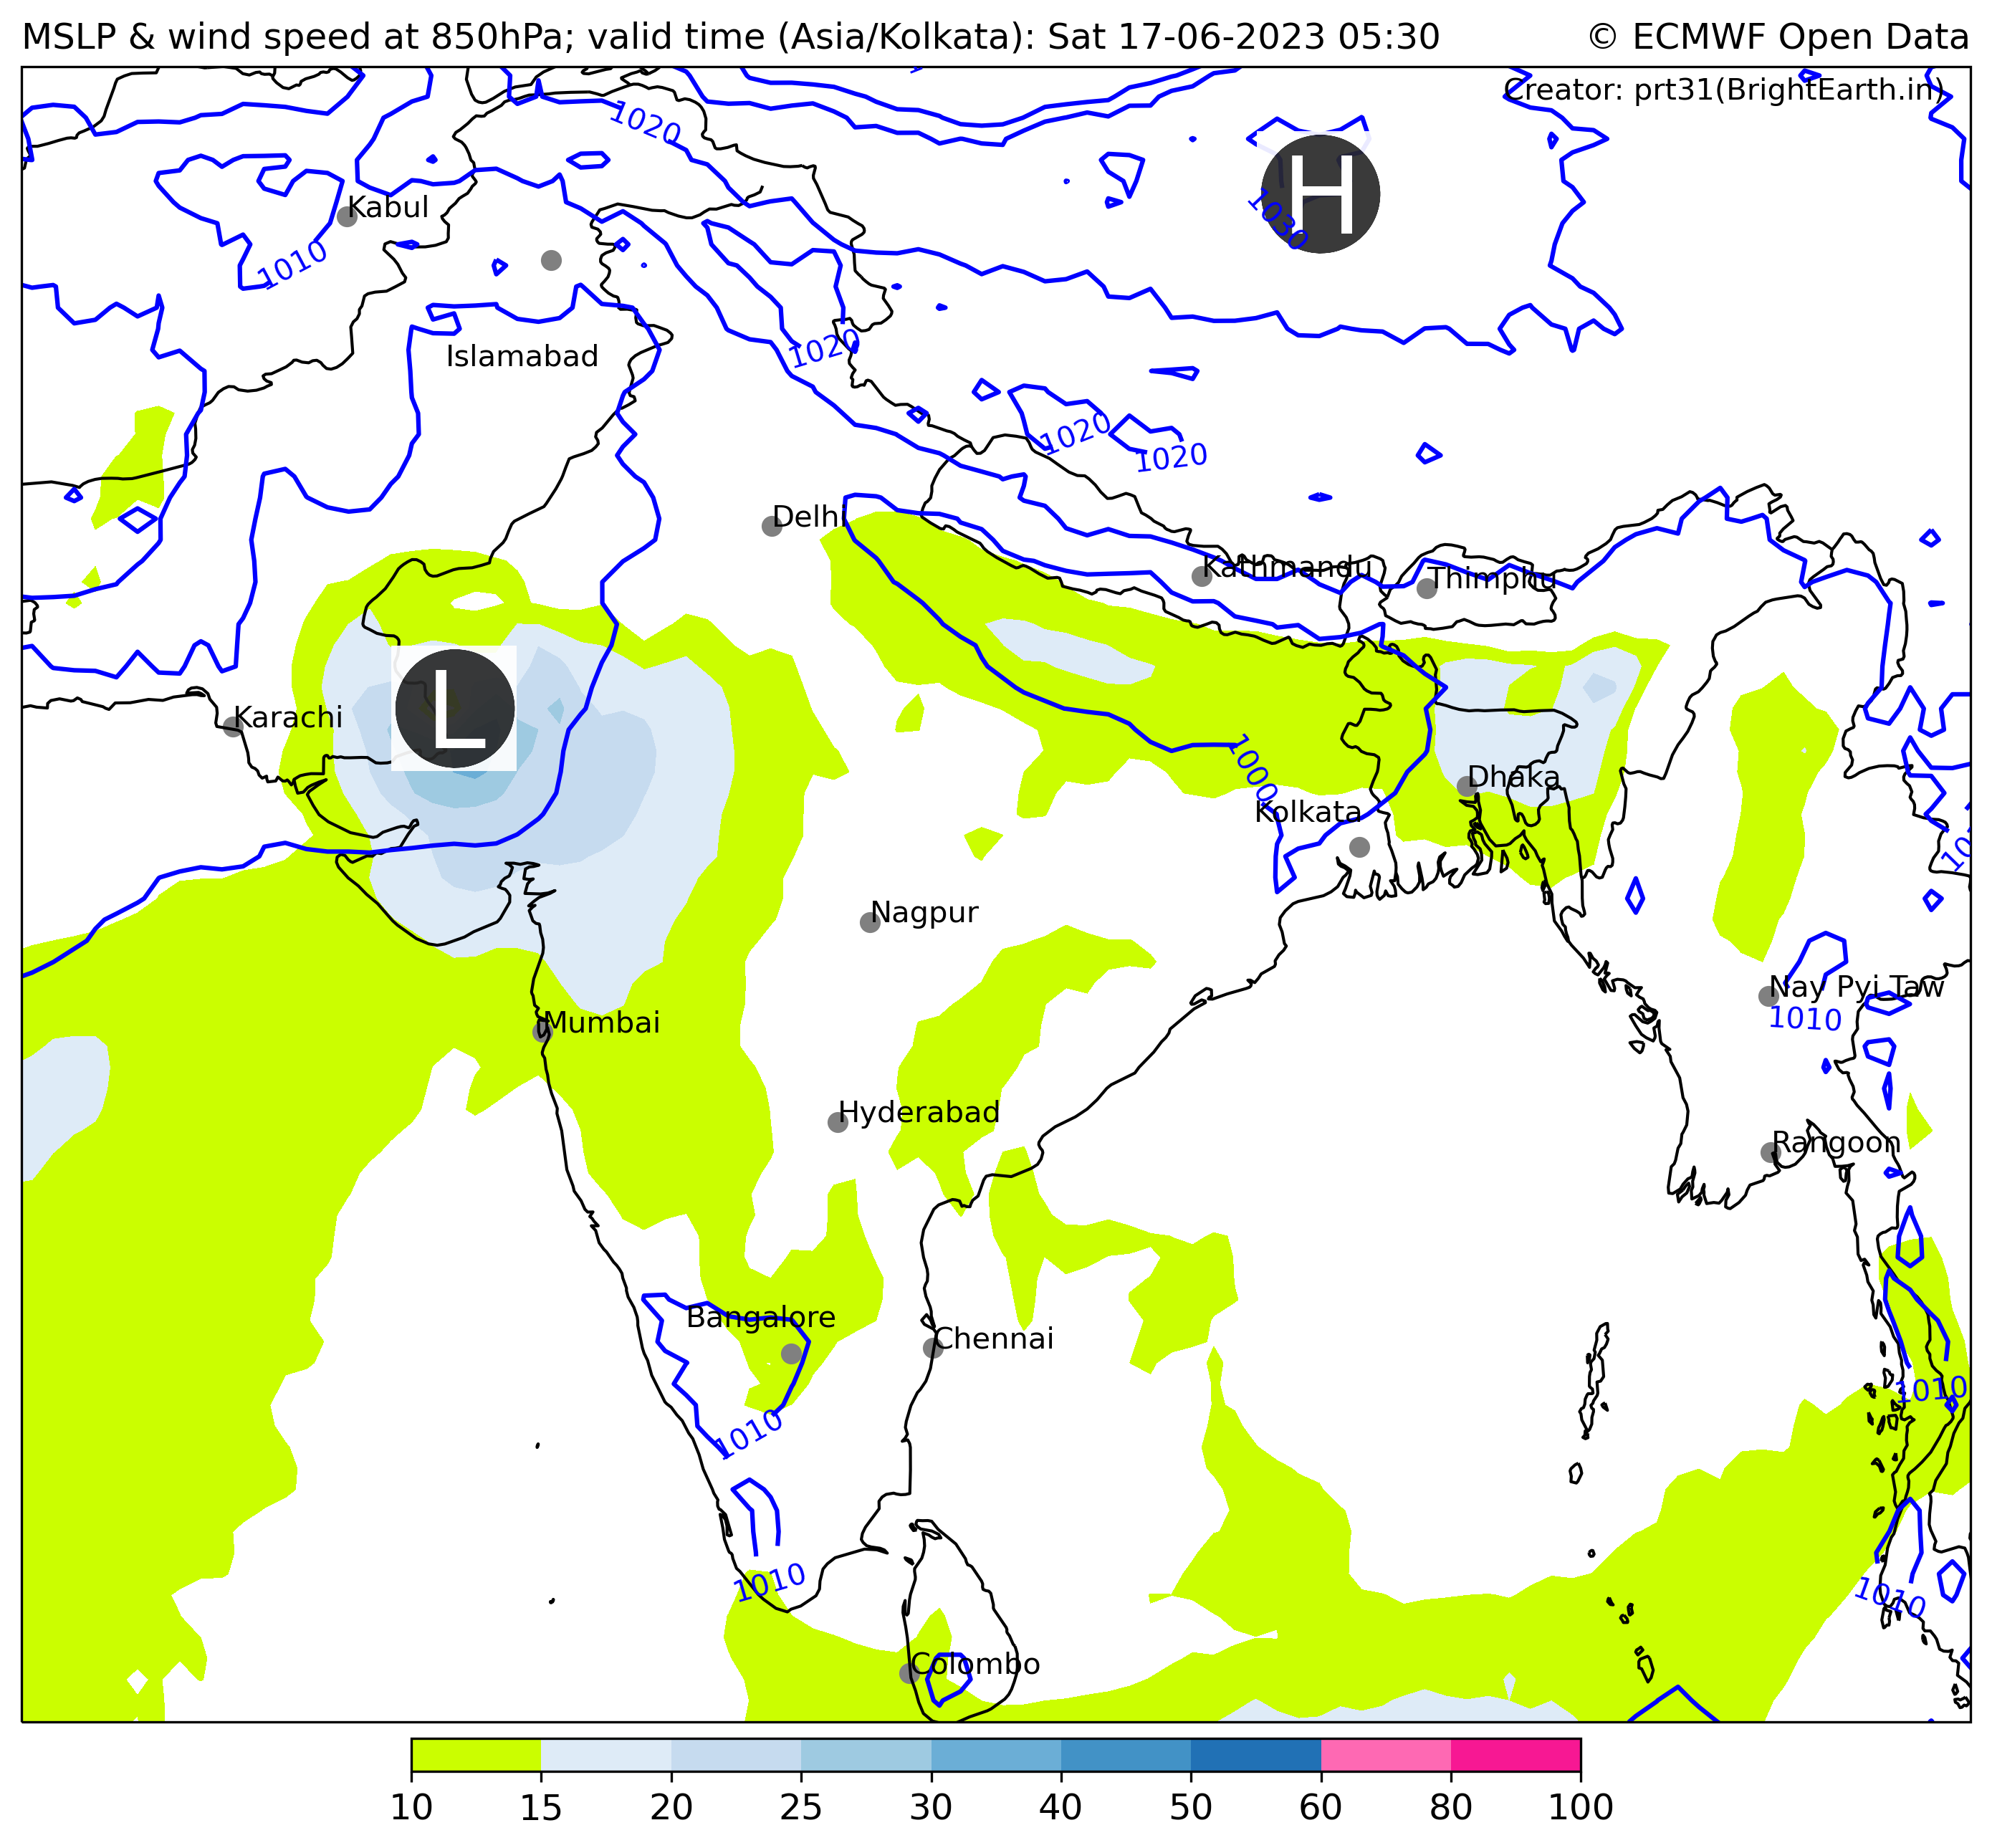 MSLP & wind speed at 850hPa; valid time (Asia/Kolkata): Sat 17-06-2023 05:30
© ECMWF Open Data
Creator: prt31(BrightEarth.in)
1020
H
1030
Kabul
1010
1020
Islamabad
1020
1020
Delhi
Kathmandu
Thimphu
L
Karachi
1000
Dhaka
Kolkata
Nagpur
Nay Pyi Taw
1010
Mumbai
Hyderabad
Rangoon
Bangalore
Chennai
1010
1010
1010
1010
Colombo
10 15 20 25 30 40 50 60 80 100